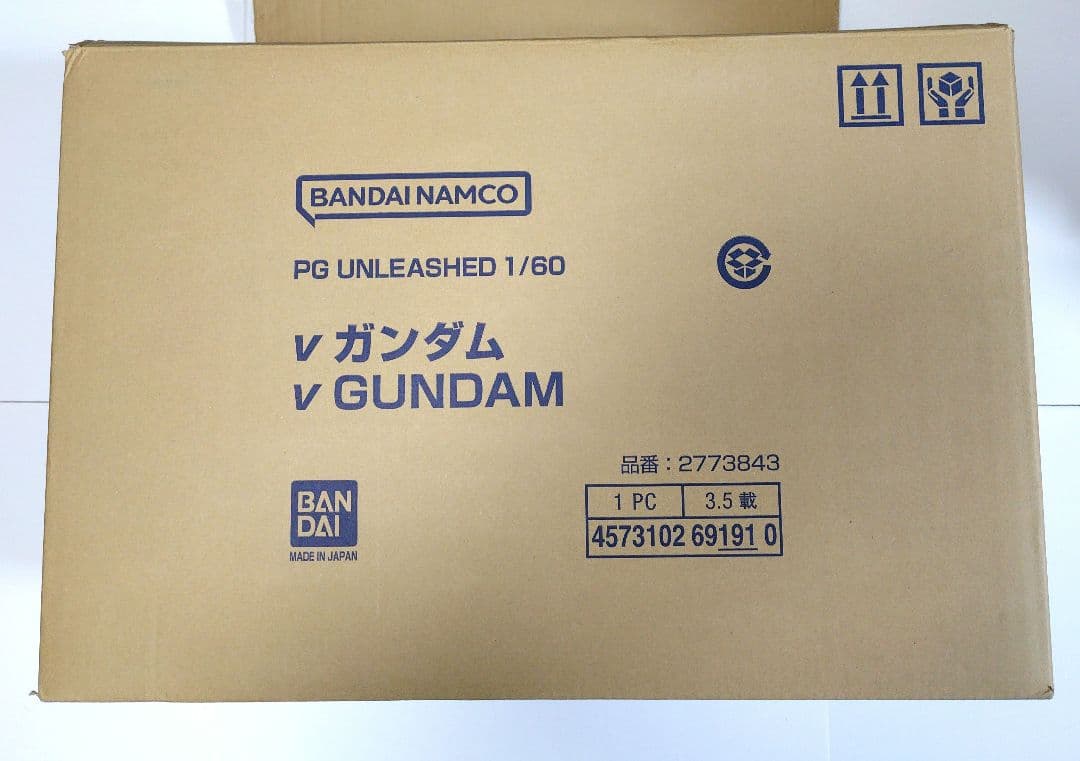 BANDAI NAMCO
PG UNLEASHED 1/60
ν ガンダム
ν GUNDAM
品番：2773843
1 PC 3.5 載
4573102 69191 0
BAN
DAI
MADE IN JAPAN